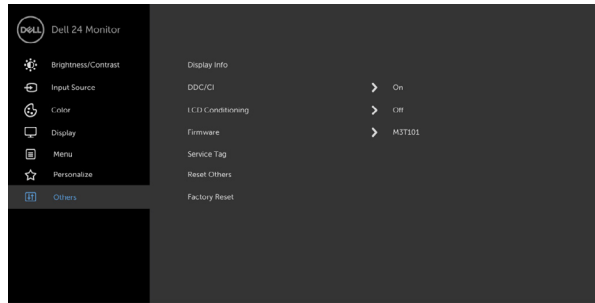 DELL Dell 24 Monitor
Brightness/Contrast Display Info
Input Source DDC/CI On
Color LCD Conditioning Off
Display Firmware M3T101
Menu Service Tag
Personalize Reset Others
Others Factory Reset